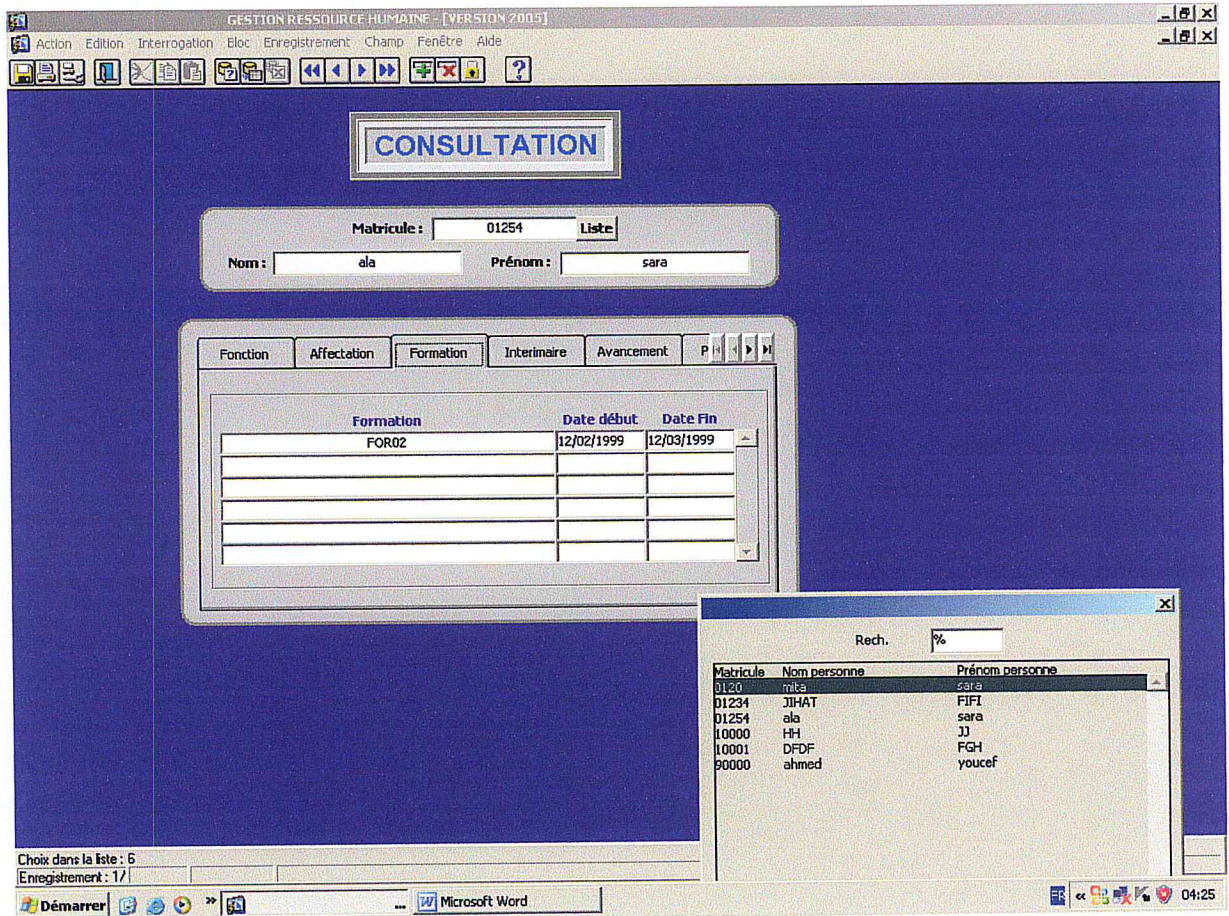 GESTION RESSOURCE HUMAINE - [VERSION 2005]
Action Edition Interrogation Bloc Enregistrement Champ Fenêtre Aide
CONSULTATION
Matricule : 01254 Liste
Nom : ala Prénom : sara
Fonction Affectation Formation Interimaire Avancement P
Formation Date début Date Fin
FOR02 12/02/1999 12/03/1999
Rech. %
Matricule Nom personne Prénom personne
0120 mita sara
01234 JIHAT FIFI
01254 ala sara
10000 HH JJ
10001 DFDF FGH
90000 ahmed youcef
Choix dans la liste : 6
Enregistrement : 1/
Démarrer » ... Microsoft Word FR « 04:25